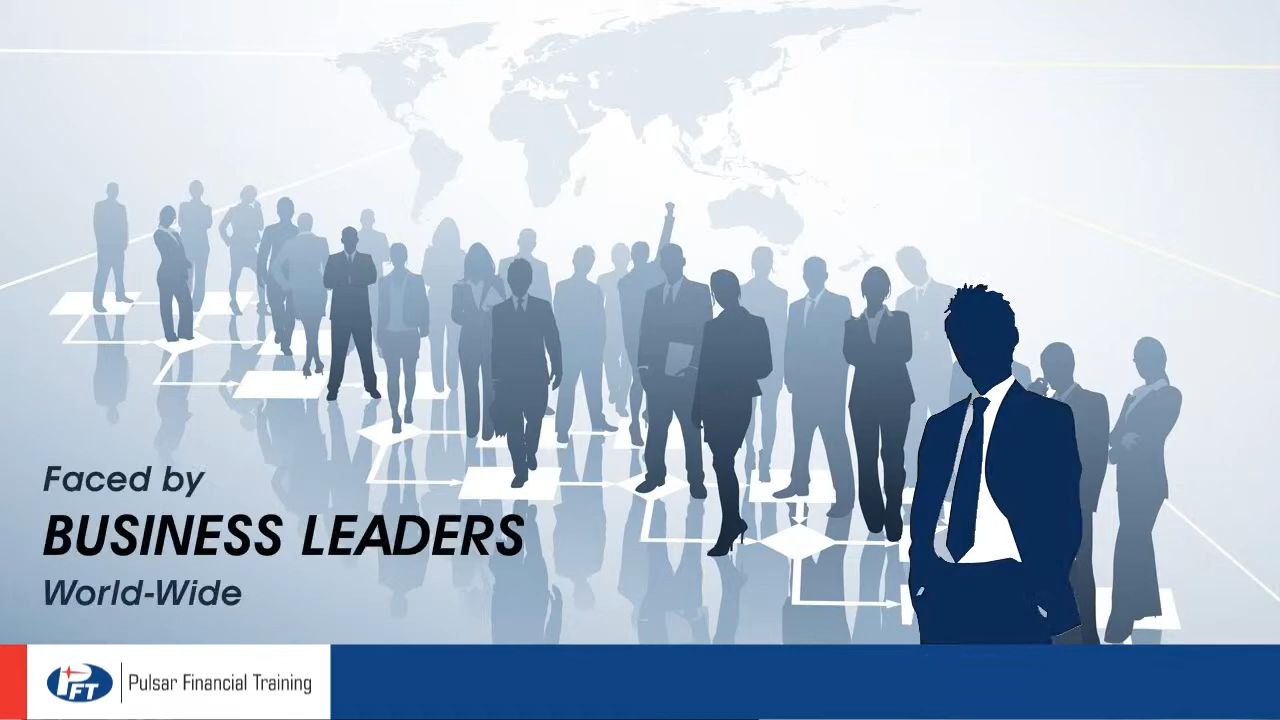 Faced by
BUSINESS LEADERS
World-Wide
PFT
Pulsar Financial Training